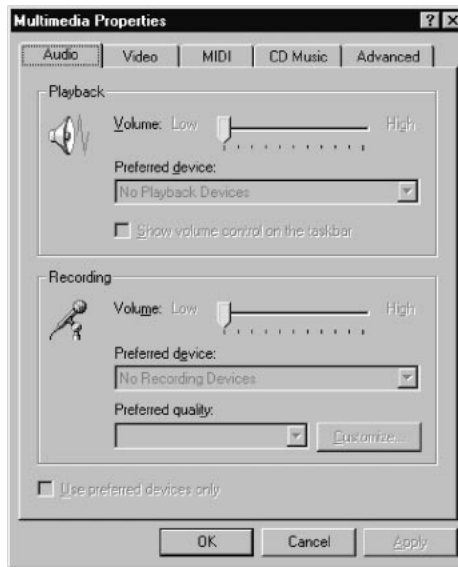 Multimedia Properties
Audio Video MIDI CD Music Advanced
Playback
Volume: Low High
Preferred device:
No Playback Devices
Show volume control on the taskbar
Recording
Volume: Low High
Preferred device:
No Recording Devices
Preferred quality:
Customize...
Use preferred devices only
OK Cancel Apply